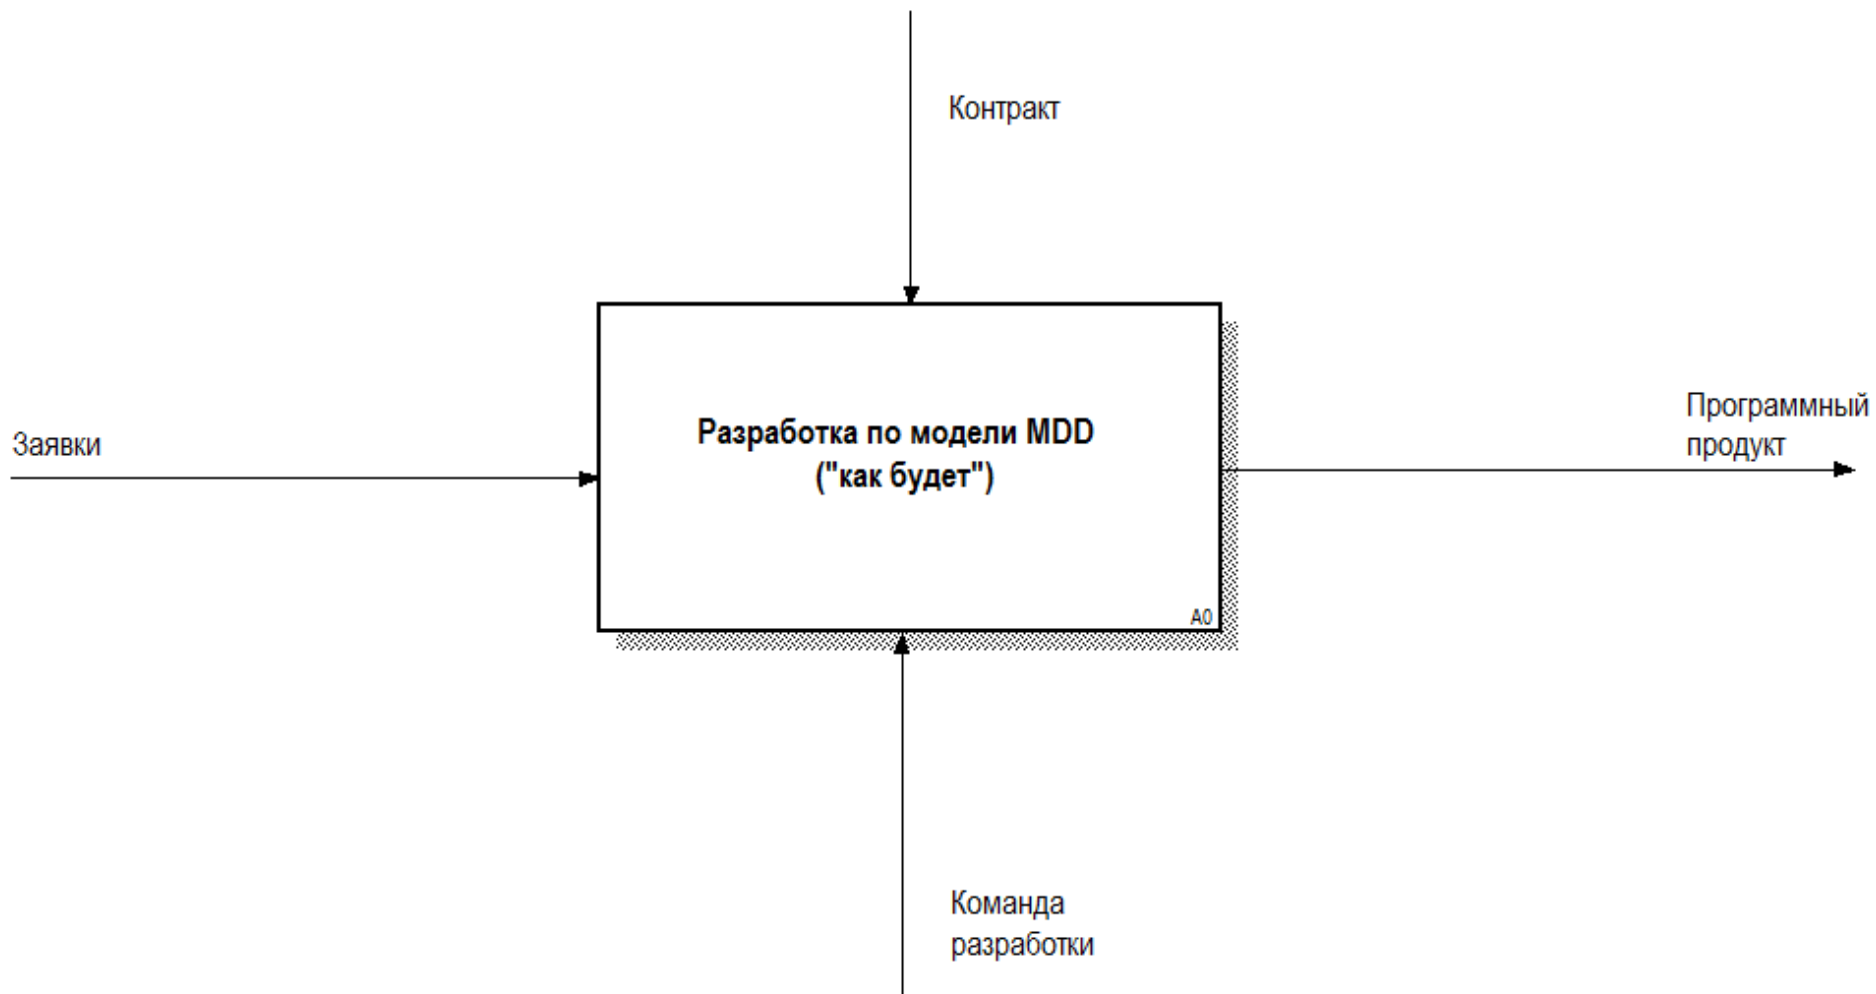 Контракт
Заявки
Разработка по модели MDD
("как будет")
Программный
продукт
A0
Команда
разработки